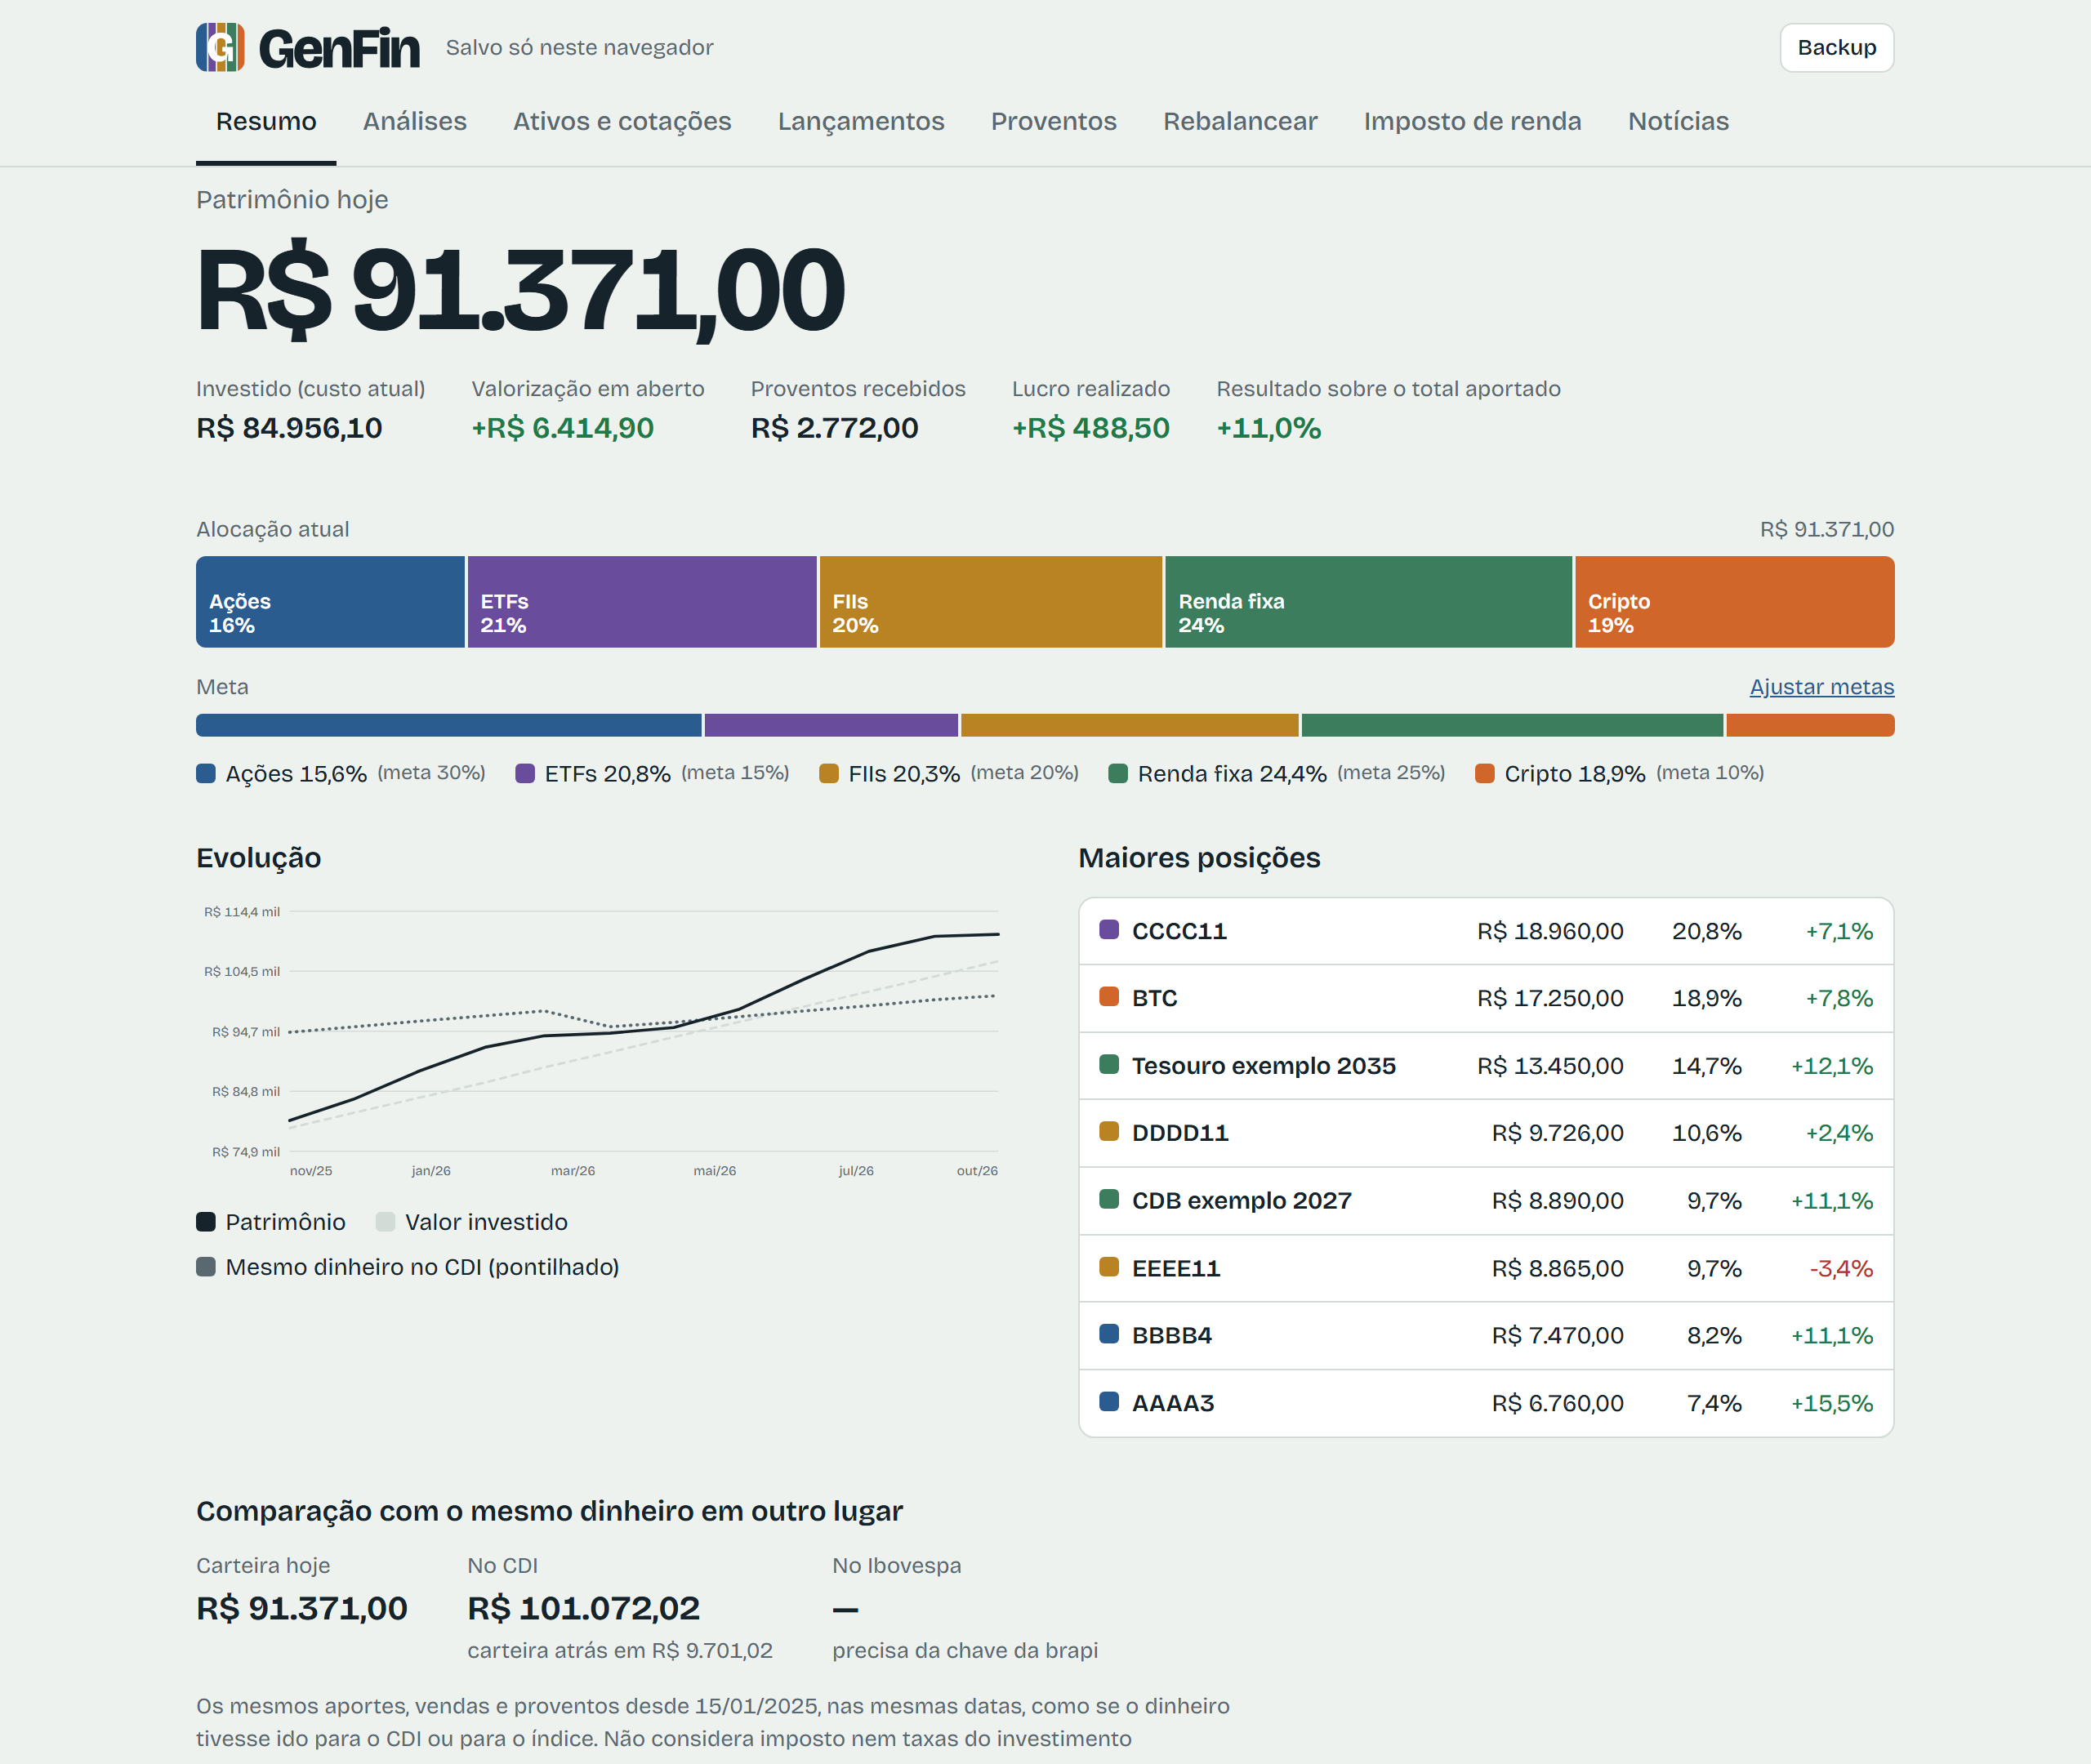 G GenFin Salvo só neste navegador Backup
Resumo Análises Ativos e cotações Lançamentos Proventos Rebalancear Imposto de renda Notícias
Patrimônio hoje
R$ 91.371,00
Investido (custo atual) Valorização em aberto Proventos recebidos Lucro realizado Resultado sobre o total aportado
R$ 84.956,10 +R$ 6.414,90 R$ 2.772,00 +R$ 488,50 +11,0%
Alocação atual R$ 91.371,00
Ações ETFs FIIs Renda fixa Cripto
16% 21% 20% 24% 19%
Meta Ajustar metas
Ações 15,6% (meta 30%) ETFs 20,8% (meta 15%) FIIs 20,3% (meta 20%) Renda fixa 24,4% (meta 25%) Cripto 18,9% (meta 10%)
Evolução
R$ 114,4 mil
R$ 104,5 mil
R$ 94,7 mil
R$ 84,8 mil
R$ 74,9 mil
nov/25 jan/26 mar/26 mai/26 jul/26 out/26
Patrimônio Valor investido
Mesmo dinheiro no CDI (pontilhado)
Maiores posições
CCCC11 R$ 18.960,00 20,8% +7,1%
BTC R$ 17.250,00 18,9% +7,8%
Tesouro exemplo 2035 R$ 13.450,00 14,7% +12,1%
DDDD11 R$ 9.726,00 10,6% +2,4%
CDB exemplo 2027 R$ 8.890,00 9,7% +11,1%
EEEE11 R$ 8.865,00 9,7% -3,4%
BBBB4 R$ 7.470,00 8,2% +11,1%
AAAA3 R$ 6.760,00 7,4% +15,5%
Comparação com o mesmo dinheiro em outro lugar
Carteira hoje No CDI No Ibovespa
R$ 91.371,00 R$ 101.072,02 —
carteira atrás em R$ 9.701,02 precisa da chave da brapi
Os mesmos aportes, vendas e proventos desde 15/01/2025, nas mesmas datas, como se o dinheiro
tivesse ido para o CDI ou para o índice. Não considera imposto nem taxas do investimento